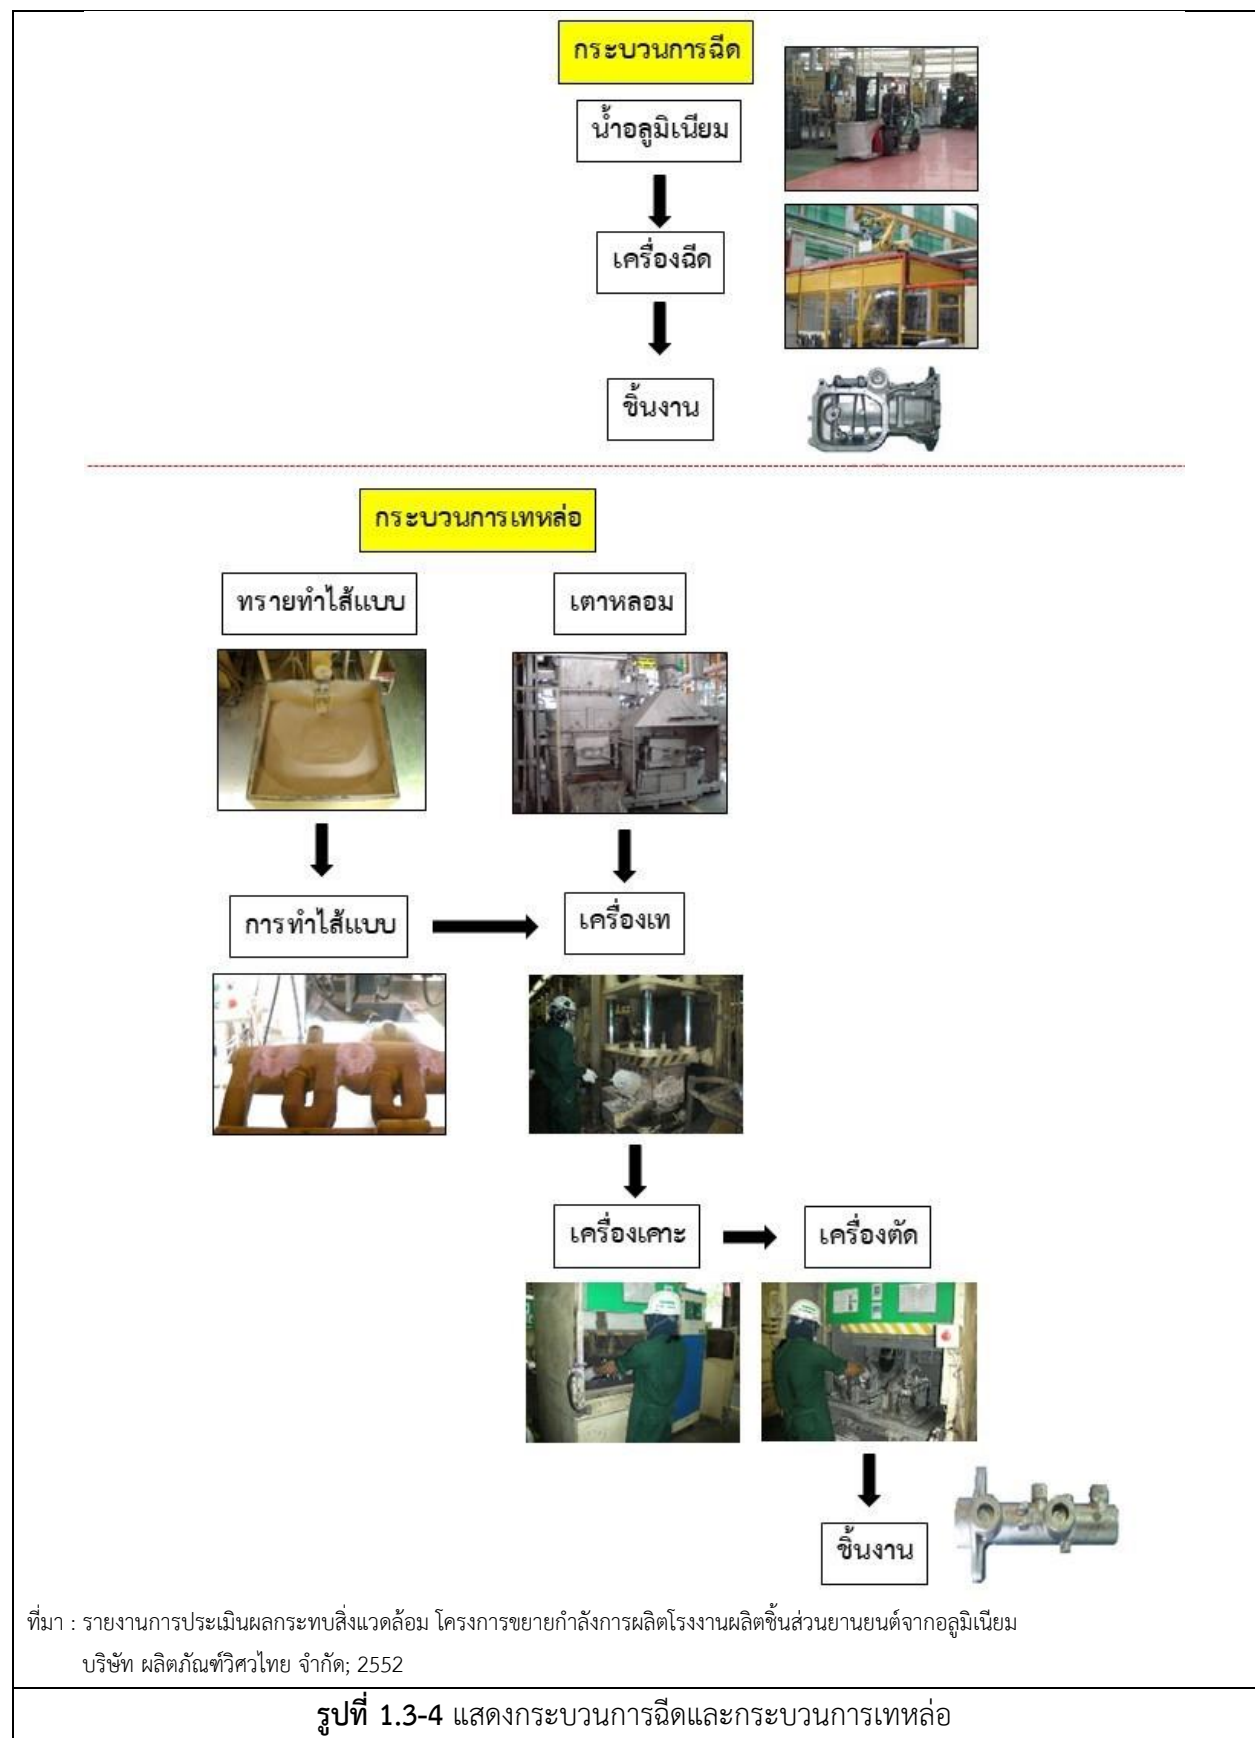 กระบวนการฉีด
น้ำอลูมิเนียม
เครื่องฉีด
ชิ้นงาน
กระบวนการเทหล่อ
ทรายทำไส้แบบ
เตาหลอม
การทำไส้แบบ
เครื่องเท
เครื่องเคาะ
เครื่องตัด
ชิ้นงาน
ที่มา : รายงานการประเมินผลกระทบสิ่งแวดล้อม โครงการขยายกำลังการผลิตโรงงานผลิตชิ้นส่วนยานยนต์จากอลูมิเนียม
บริษัท ผลิตภัณฑ์วิศวไทย จำกัด; 2552
รูปที่ 1.3-4 แสดงกระบวนการฉีดและกระบวนการเทหล่อ